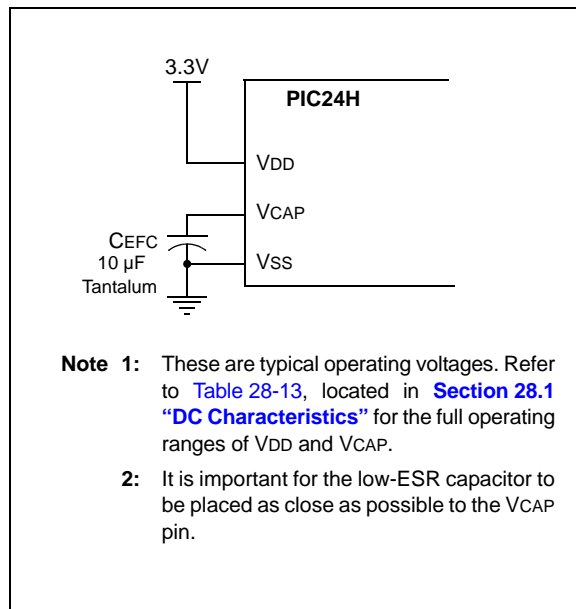 3.3V
PIC24H
VDD
VCAP
CEFC
10 µF
Tantalum
VSS
Note 1: These are typical operating voltages. Refer
to Table 28-13, located in Section 28.1
“DC Characteristics” for the full operating
ranges of VDD and VCAP.
2: It is important for the low-ESR capacitor to
be placed as close as possible to the VCAP
pin.